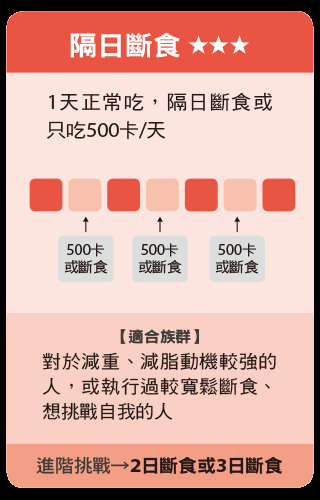 隔日斷食 ★★★
1天正常吃，隔日斷食或
只吃500卡/天
500卡
或斷食
500卡
或斷食
500卡
或斷食
【適合族群】
對於減重、減脂動機較強的
人，或執行過較寬鬆斷食、
想挑戰自我的人
進階挑戰→2日斷食或3日斷食